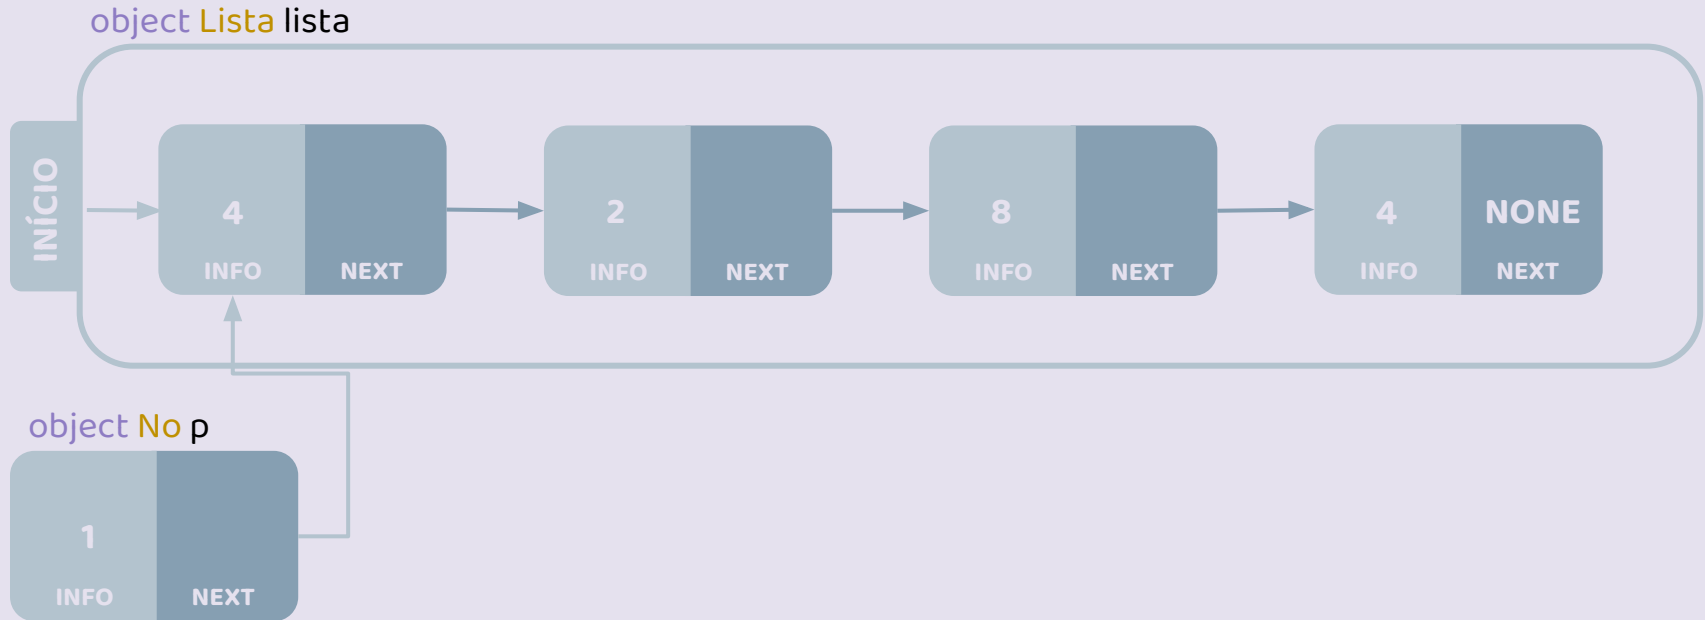 object Lista lista
INÍCIO
4
INFO
NEXT
2
INFO
NEXT
8
INFO
NEXT
4
INFO
NONE
NEXT
object No p
1
INFO
NEXT